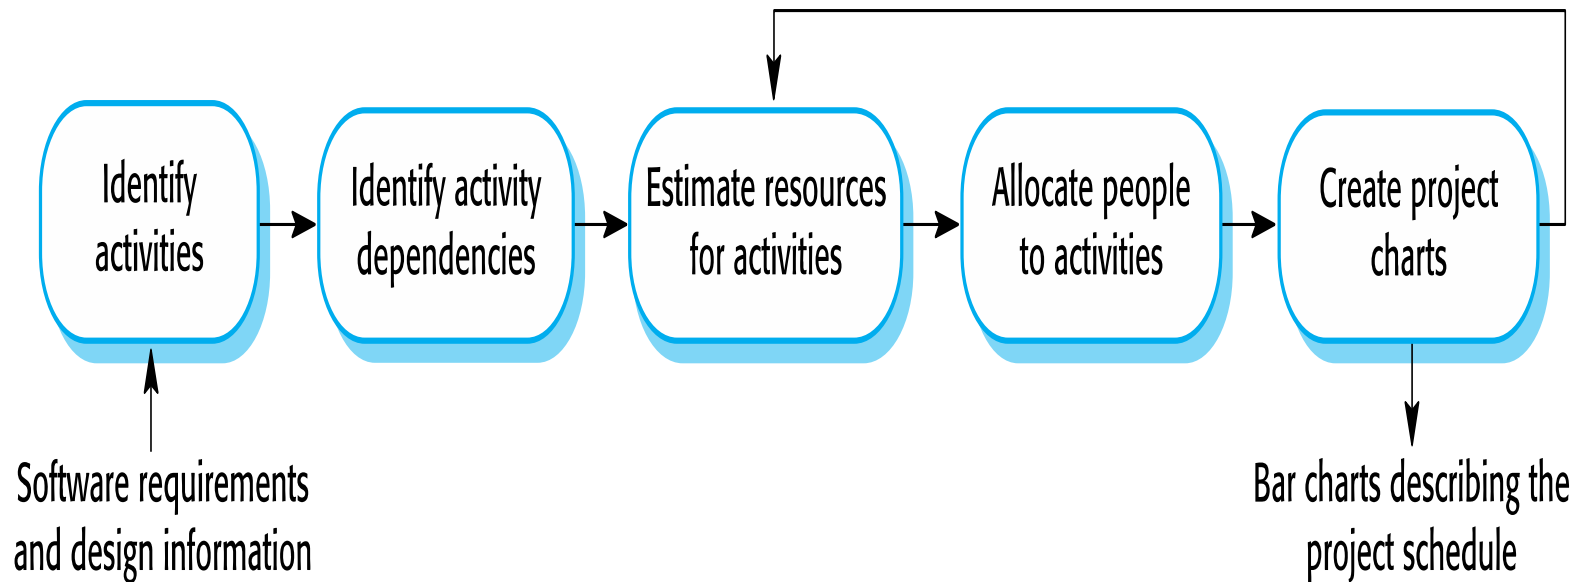 Identify
activities
Identify activity
dependencies
Estimate resources
for activities
Allocate people
to activities
Create project
charts
Software requirements
and design information
Bar charts describing the
project schedule